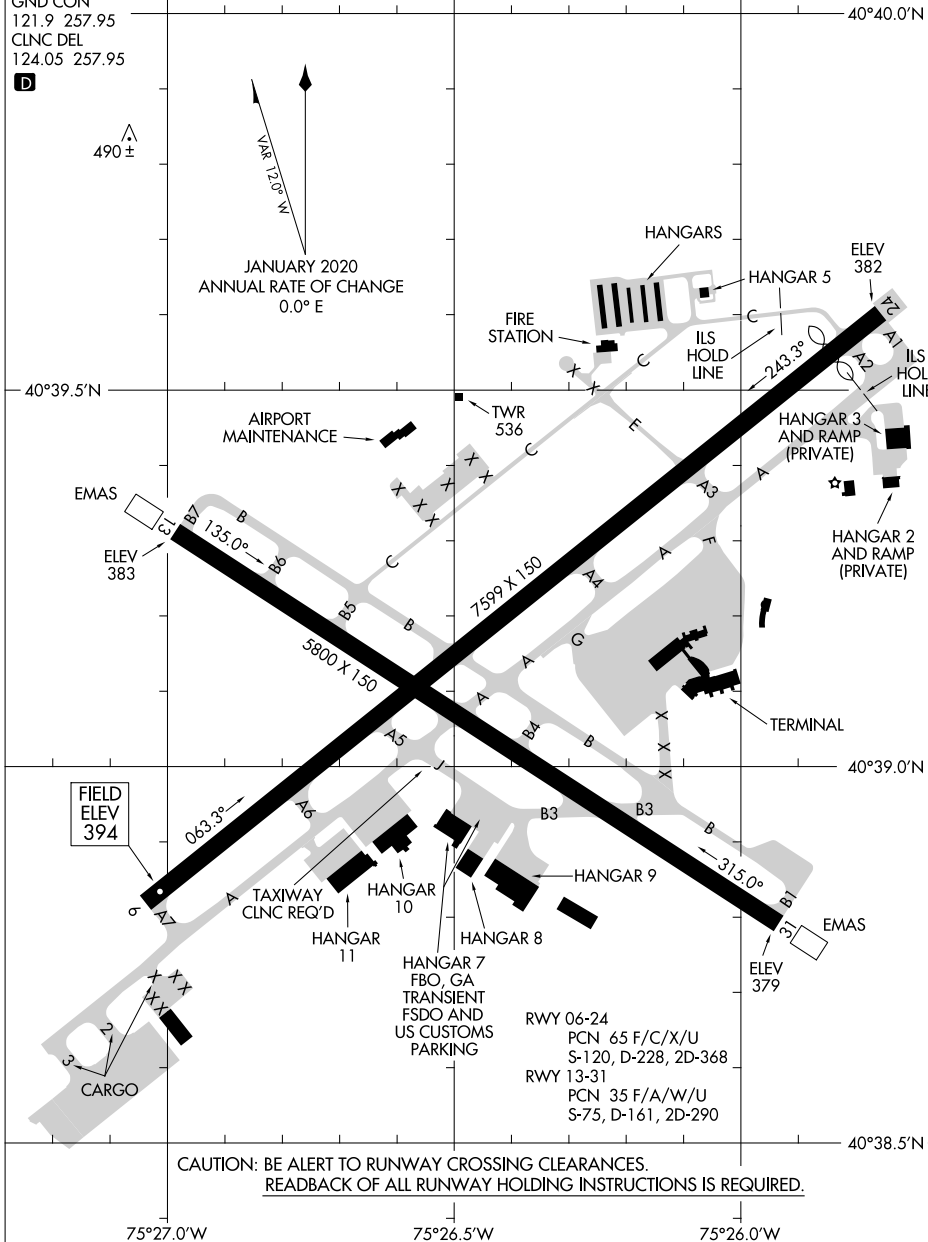 GND CON
121.9 257.95
CLNC DEL
124.05 257.95
D
490 ±
VAR 12.0° W
JANUARY 2020
ANNUAL RATE OF CHANGE
0.0° E
40°40.0'N
HANGARS
HANGAR 5
ELEV
382
24
FIRE
STATION
C
C
ILS
HOLD
LINE
243.3°
A1
A2
ILS
HOLD
LINE
40°39.5'N
X
X
AIRPORT
MAINTENANCE
TWR
536
E
C
HANGAR 3
AND RAMP
(PRIVATE)
X
X
X
X
X
A3
A
EMAS
13
B7
B
135.0°
B6
ELEV
383
HANGAR 2
AND RAMP
(PRIVATE)
C
A
F
7599 X 150
A4
B5
B
5800 X 150
G
A
A
TERMINAL
X
X
X
A5
B4
B
J
40°39.0'N
FIELD
ELEV
394
063.3°
A6
B3
B3
B
315.0°
TAXIWAY
CLNC REQ'D
HANGAR
10
HANGAR 9
A
A7
6
HANGAR
11
HANGAR 8
B1
31
EMAS
HANGAR 7
FBO, GA
TRANSIENT
FSDO AND
US CUSTOMS
PARKING
ELEV
379
X
X
X
X
X
2
3
CARGO
RWY 06-24
PCN 65 F/C/X/U
S-120, D-228, 2D-368
RWY 13-31
PCN 35 F/A/W/U
S-75, D-161, 2D-290
40°38.5'N
CAUTION: BE ALERT TO RUNWAY CROSSING CLEARANCES.
READBACK OF ALL RUNWAY HOLDING INSTRUCTIONS IS REQUIRED.
75°27.0'W
75°26.5'W
75°26.0'W